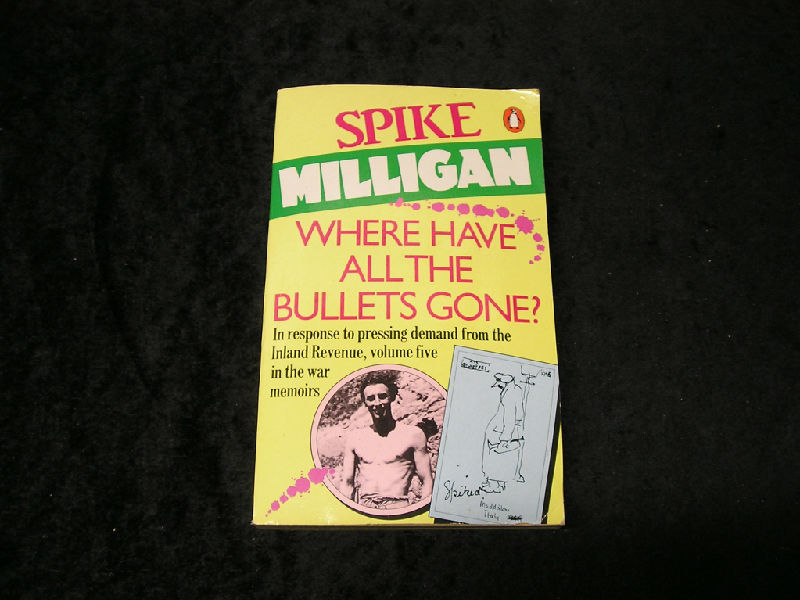 SPIKE
MILLIGAN
WHERE HAVE
ALL THE
BULLETS GONE?
In response to pressing demand from the
Inland Revenue, volume five
in the war
memoirs
Italy